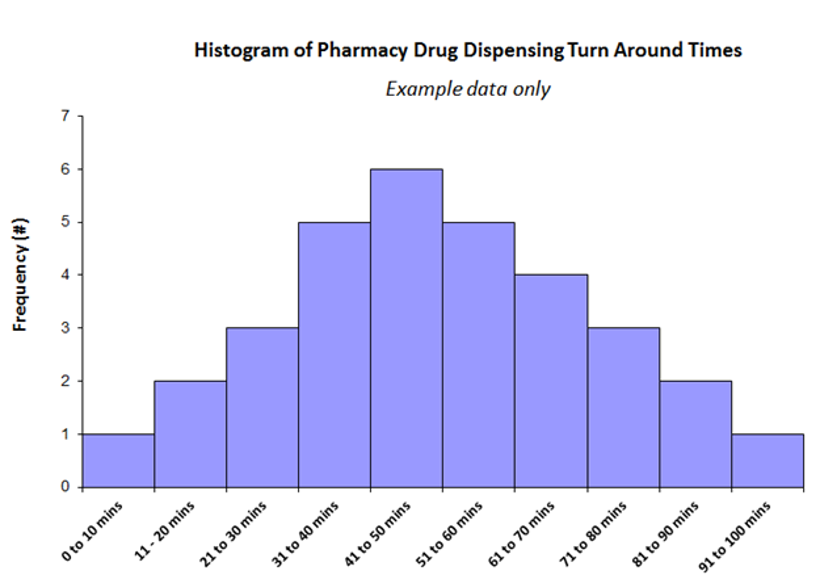 Histogram of Pharmacy Drug Dispensing Turn Around Times
Example data only
Frequency (#)
7
6
5
4
3
2
1
0
0 to 10 mins
11 - 20 mins
21 to 30 mins
31 to 40 mins
41 to 50 mins
51 to 60 mins
61 to 70 mins
71 to 80 mins
81 to 90 mins
91 to 100 mins